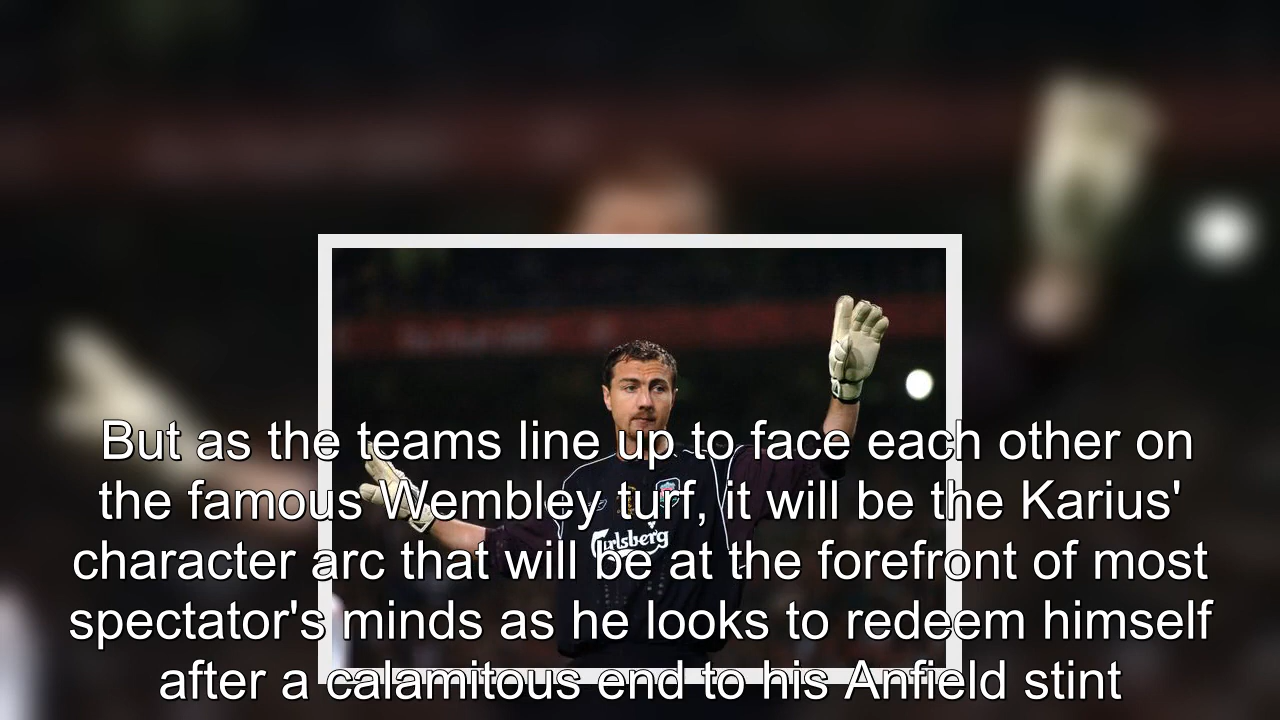 But as the teams line up to face each other on
the famous Wembley turf, it will be the Karius'
character arc that will be at the forefront of most
spectator's minds as he looks to redeem himself
after a calamitous end to his Anfield stint
Carlsberg